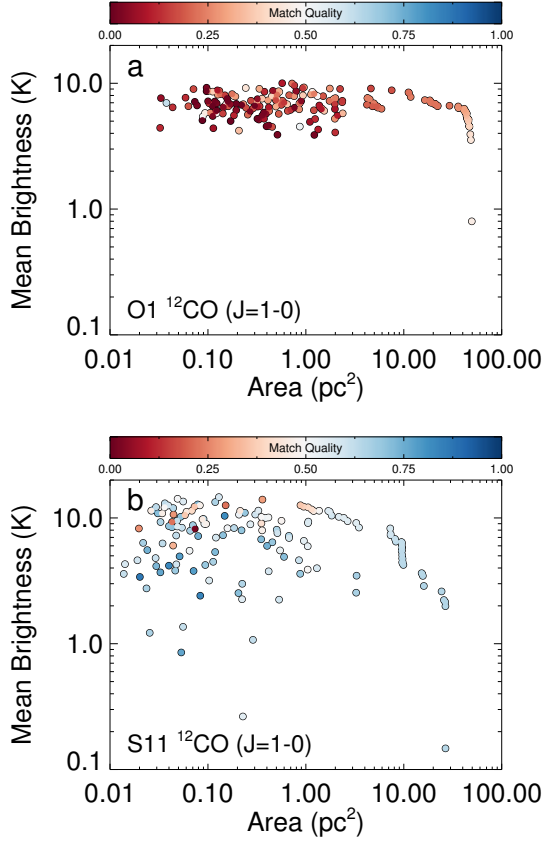 Match Quality
0.00 0.25 0.50 0.75 1.00
a
10.0
1.0
0.1
Mean Brightness (K)
O1 ¹²CO (J=1-0)
0.01 0.10 1.00 10.00 100.00
Area (pc²)
Match Quality
0.00 0.25 0.50 0.75 1.00
b
10.0
1.0
0.1
Mean Brightness (K)
S11 ¹²CO (J=1-0)
0.01 0.10 1.00 10.00 100.00
Area (pc²)